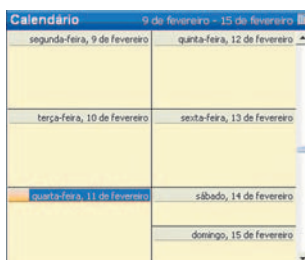 Calendário 9 de fevereiro - 15 de fevereiro
segunda-feira, 9 de fevereiro
quinta-feira, 12 de fevereiro
terça-feira, 10 de fevereiro
sexta-feira, 13 de fevereiro
quarta-feira, 11 de fevereiro
sábado, 14 de fevereiro
domingo, 15 de fevereiro